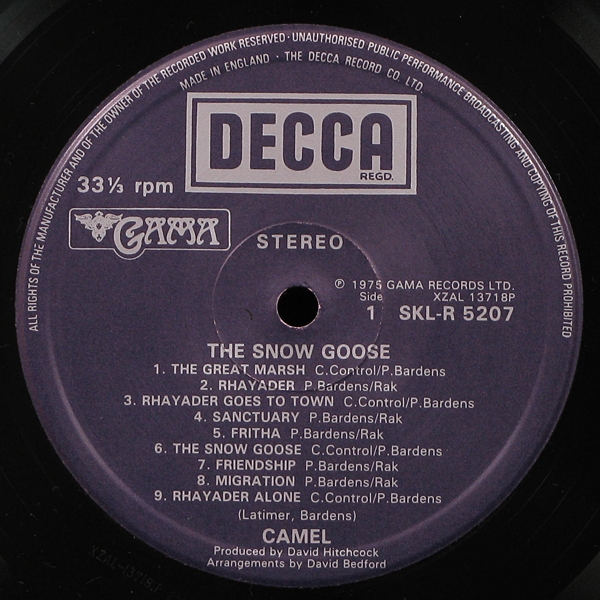 ALL RIGHTS OF THE MANUFACTURER AND OF THE OWNER OF THE RECORDED WORK RESERVED · UNAUTHORISED PUBLIC PERFORMANCE BROADCASTING AND COPYING OF THIS RECORD PROHIBITED
MADE IN ENGLAND · THE DECCA RECORD CO. LTD.
DECCA
REGD.
33⅓ rpm
GAMA
STEREO
℗ 1975 GAMA RECORDS LTD.
Side XZAL 13718P
1 SKL-R 5207
THE SNOW GOOSE
1. THE GREAT MARSH C.Control/P.Bardens
2. RHAYADER P.Bardens/Rak
3. RHAYADER GOES TO TOWN C.Control/P.Bardens
4. SANCTUARY P.Bardens/Rak
5. FRITHA P.Bardens/Rak
6. THE SNOW GOOSE C.Control/P.Bardens
7. FRIENDSHIP P.Bardens/Rak
8. MIGRATION P.Bardens/Rak
9. RHAYADER ALONE C.Control/P.Bardens
(Latimer, Bardens)
CAMEL
Produced by David Hitchcock
Arrangements by David Bedford
XZAL-13718P